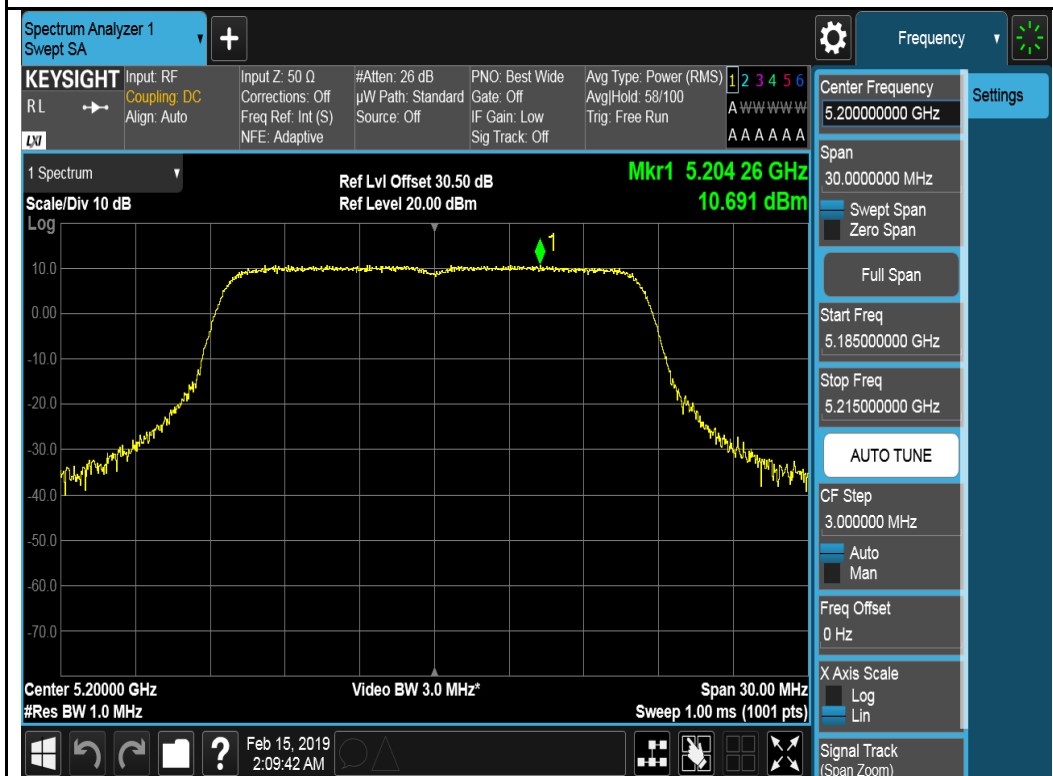 Spectrum Analyzer 1
Swept SA
+
Frequency
KEYSIGHT
RL
LXI
Input: RF
Coupling: DC
Align: Auto
Input Z: 50 Ω
Corrections: Off
Freq Ref: Int (S)
NFE: Adaptive
#Atten: 26 dB
µW Path: Standard
Source: Off
PNO: Best Wide
Gate: Off
IF Gain: Low
Sig Track: Off
Avg Type: Power (RMS)
Avg|Hold: 58/100
Trig: Free Run
1 2 3 4 5 6
A W W W W W
A A A A A A
1 Spectrum
Scale/Div 10 dB
Log
Ref Lvl Offset 30.50 dB
Ref Level 20.00 dBm
Mkr1 5.204 26 GHz
10.691 dBm
1
10.0
0.00
-10.0
-20.0
-30.0
-40.0
-50.0
-60.0
-70.0
Center 5.20000 GHz
#Res BW 1.0 MHz
Video BW 3.0 MHz*
Span 30.00 MHz
Sweep 1.00 ms (1001 pts)
?
Feb 15, 2019
2:09:42 AM
Center Frequency
5.200000000 GHz
Settings
Span
30.0000000 MHz
Swept Span
Zero Span
Full Span
Start Freq
5.185000000 GHz
Stop Freq
5.215000000 GHz
AUTO TUNE
CF Step
3.000000 MHz
Auto
Man
Freq Offset
0 Hz
X Axis Scale
Log
Lin
Signal Track
(Span Zoom)